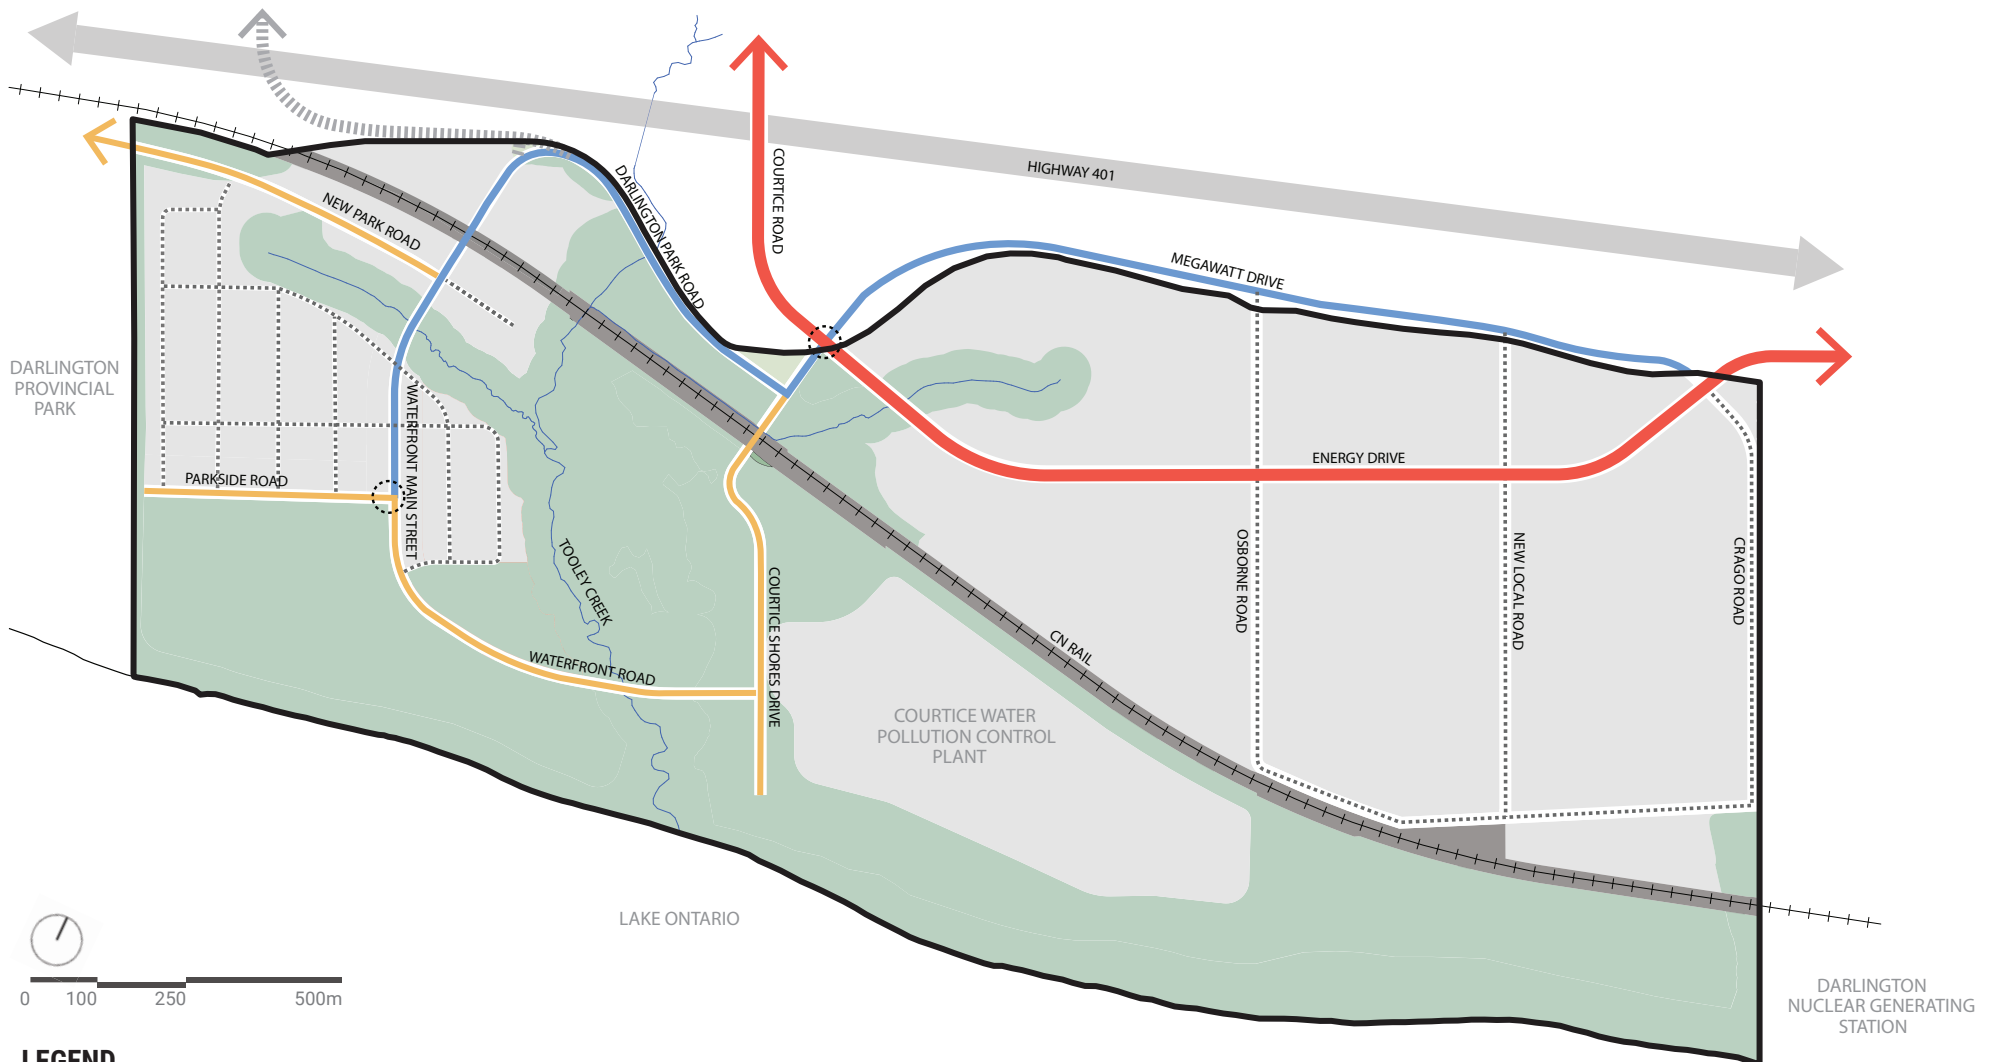 HIGHWAY 401
COURTICE ROAD
DARLINGTON PARK ROAD
NEW PARK ROAD
MEGAWATT DRIVE
DARLINGTON
PROVINCIAL
PARK
WATERFRONT MAIN STREET
PARKSIDE ROAD
ENERGY DRIVE
OSBORNE ROAD
NEW LOCAL ROAD
CRAGO ROAD
TOOLEY CREEK
COURTICE SHORES DRIVE
CN RAIL
WATERFRONT ROAD
COURTICE WATER
POLLUTION CONTROL
PLANT
LAKE ONTARIO
DARLINGTON
NUCLEAR GENERATING
STATION
0 100 250 500m
LEGEND